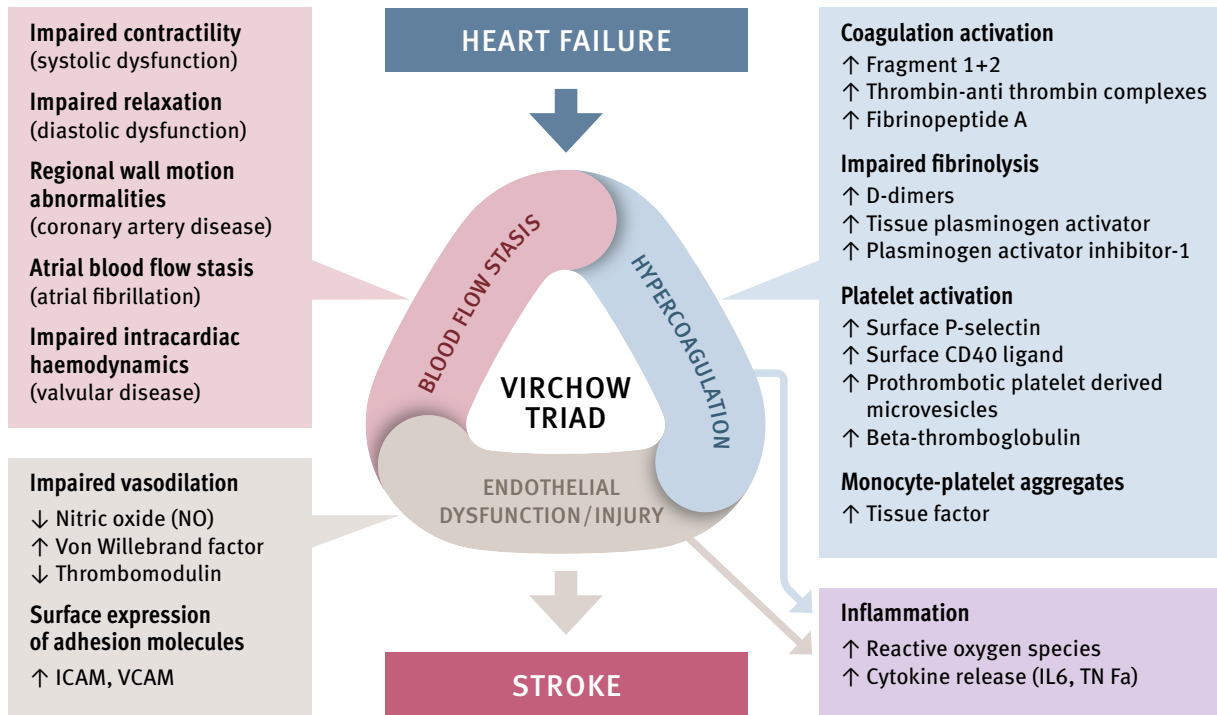 Impaired contractility
(systolic dysfunction)
Impaired relaxation
(diastolic dysfunction)
Regional wall motion
abnormalities
(coronary artery disease)
Atrial blood flow stasis
(atrial fibrillation)
Impaired intracardiac
haemodynamics
(valvular disease)
Impaired vasodilation
↓ Nitric oxide (NO)
↑ Von Willebrand factor
↓ Thrombomodulin
Surface expression
of adhesion molecules
↑ ICAM, VCAM
HEART FAILURE
BLOOD FLOW STASIS
HYPERCOAGULATION
VIRCHOW
TRIAD
ENDOTHELIAL
DYSFUNCTION/INJURY
STROKE
Coagulation activation
↑ Fragment 1+2
↑ Thrombin-anti thrombin complexes
↑ Fibrinopeptide A
Impaired fibrinolysis
↑ D-dimers
↑ Tissue plasminogen activator
↑ Plasminogen activator inhibitor-1
Platelet activation
↑ Surface P-selectin
↑ Surface CD40 ligand
↑ Prothrombotic platelet derived
microvesicles
↑ Beta-thromboglobulin
Monocyte-platelet aggregates
↑ Tissue factor
Inflammation
↑ Reactive oxygen species
↑ Cytokine release (IL6, TN Fa)